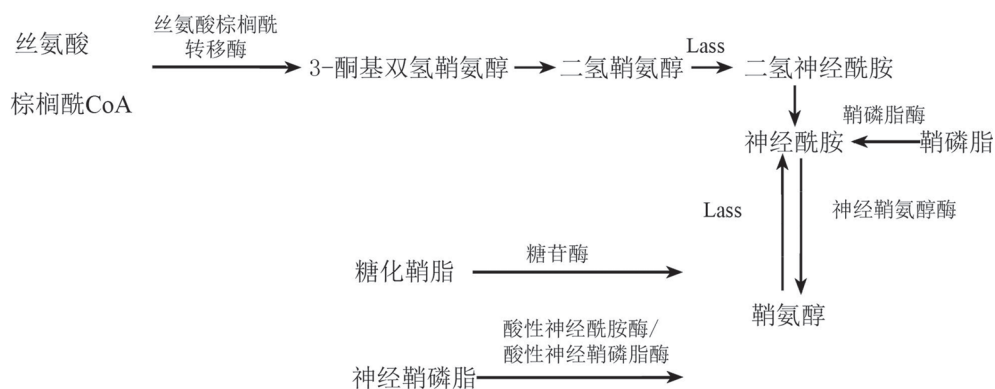 丝氨酸
丝氨酸棕榈酰
转移酶
棕榈酰CoA
3-酮基双氢鞘氨醇
二氢鞘氨醇
Lass
二氢神经酰胺
神经酰胺
鞘磷脂酶
鞘磷脂
Lass
神经鞘氨醇酶
糖化鞘脂
糖苷酶
鞘氨醇
神经鞘磷脂
酸性神经酰胺酶/
酸性神经鞘磷脂酶